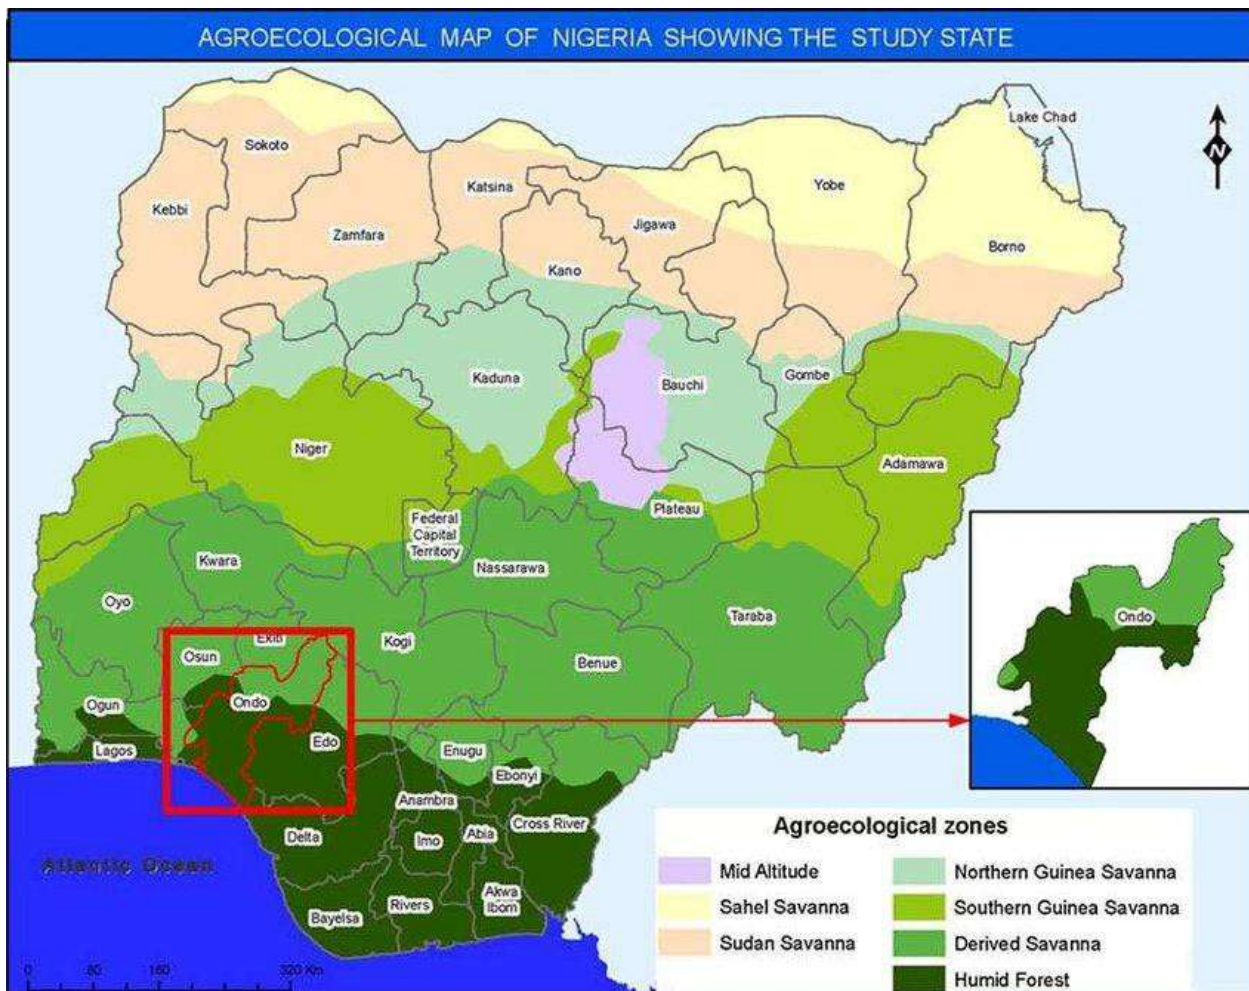 AGROECOLOGICAL MAP OF NIGERIA SHOWING THE STUDY STATE
Lake Chad
N
Sokoto
Katsina
Yobe
Kebbi
Zamfara
Jigawa
Borno
Kano
Kaduna
Bauchi
Gombe
Niger
Adamawa
Federal
Capital
Territory
Plateau
Kwara
Nassarawa
Oyo
Taraba
Ekiti
Kogi
Osun
Benue
Ogun
Ondo
Lagos
Edo
Enugu
Ebonyi
Anambra
Cross River
Delta
Imo
Abia
Akwa
Ibom
Rivers
Bayelsa
Atlantic Ocean
0 80 160 320 Km
Ondo
Agroecological zones
Mid Altitude
Sahel Savanna
Sudan Savanna
Northern Guinea Savanna
Southern Guinea Savanna
Derived Savanna
Humid Forest